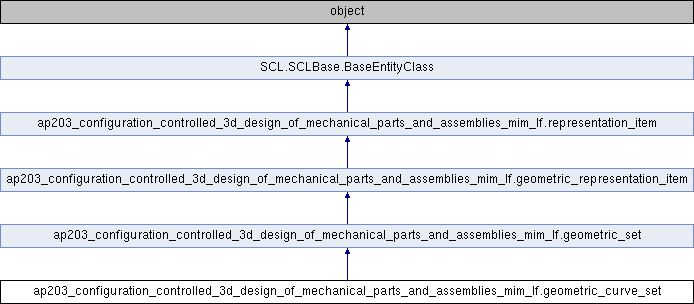 object
SCL.SCLBase.BaseEntityClass
ap203_configuration_controlled_3d_design_of_mechanical_parts_and_assemblies_mim_lf.representation_item
ap203_configuration_controlled_3d_design_of_mechanical_parts_and_assemblies_mim_lf.geometric_representation_item
ap203_configuration_controlled_3d_design_of_mechanical_parts_and_assemblies_mim_lf.geometric_set
ap203_configuration_controlled_3d_design_of_mechanical_parts_and_assemblies_mim_lf.geometric_curve_set